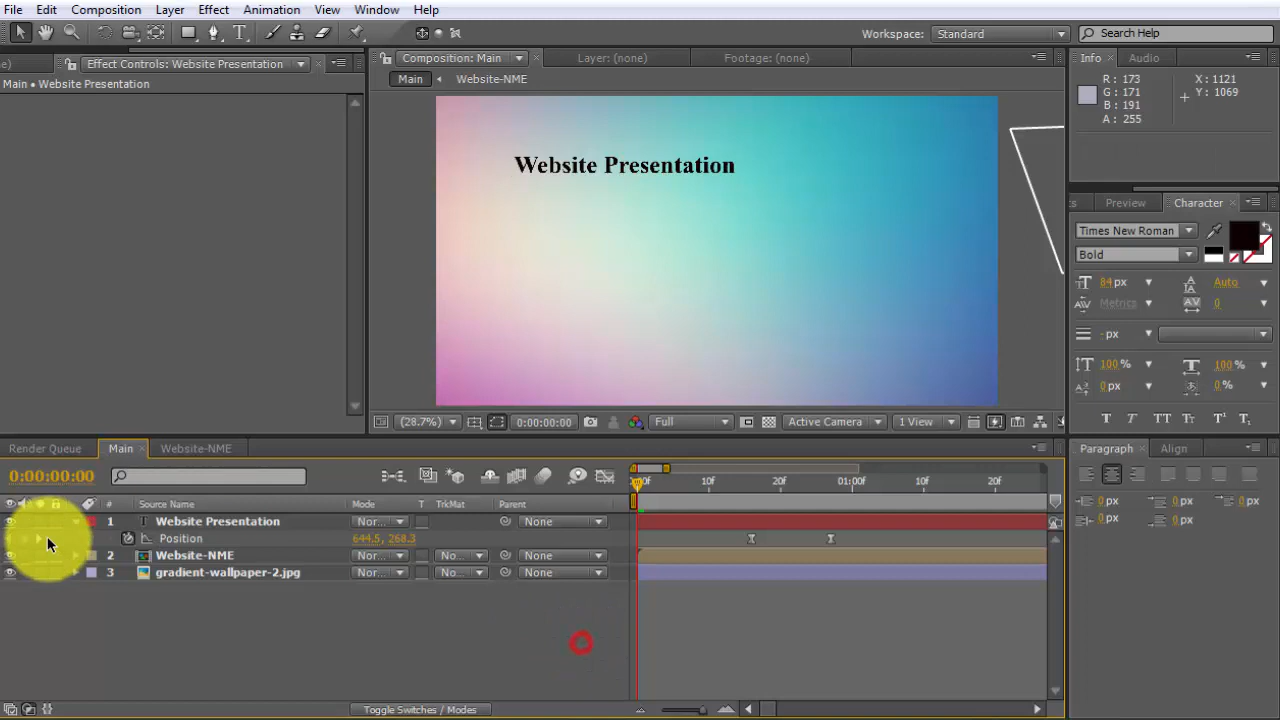 File Edit Composition Layer Effect Animation View Window Help
Workspace: Standard Search Help
Effect Controls: Website Presentation Composition: Main Layer: (none) Footage: (none) Info Audio
Main • Website Presentation Main Website-NME
R : 173 X : 1121
G : 171 Y : 1069
B : 191
A : 255
Website Presentation
Preview Character
Times New Roman
Bold
84 px Auto
Metrics 0
- px
100 % 100 %
0 px 0 %
T T TT Tт T¹ T₁
(28.7%) 0:00:00:00 Full Active Camera 1 View
Render Queue Main Website-NME Paragraph Align
0:00:00:00 :00f 10f 20f 01:00f 10f 20f
# Source Name Mode T TrkMat Parent
1 T Website Presentation Nor... None
Position 644.5, 268.3
2 Website-NME Nor... No... None
3 gradient-wallpaper-2.jpg Nor... No... None
0 px 0 px 0 px
0 px 0 px
Toggle Switches / Modes